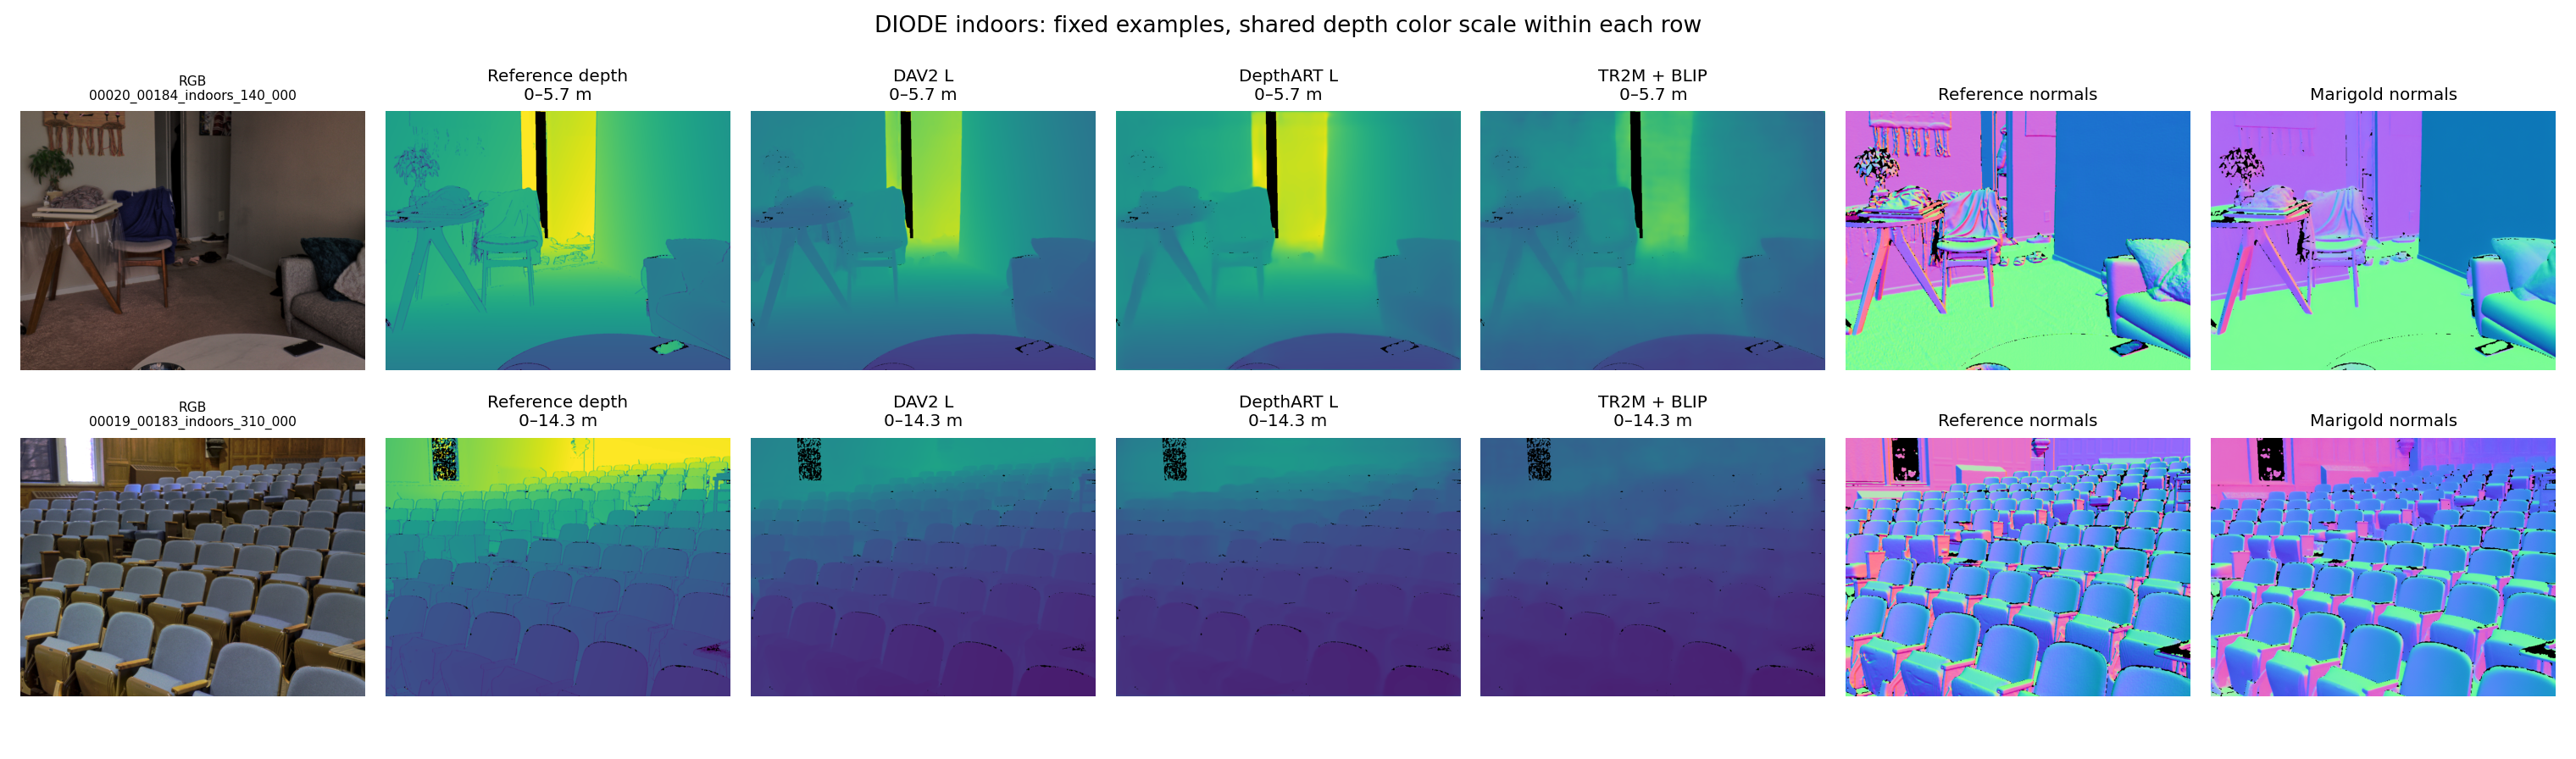 DIODE indoors: fixed examples, shared depth color scale within each row
RGB
00020_00184_indoors_140_000
Reference depth
0–5.7 m
DAV2 L
0–5.7 m
DepthART L
0–5.7 m
TR2M + BLIP
0–5.7 m
Reference normals
Marigold normals
RGB
00019_00183_indoors_310_000
Reference depth
0–14.3 m
DAV2 L
0–14.3 m
DepthART L
0–14.3 m
TR2M + BLIP
0–14.3 m
Reference normals
Marigold normals